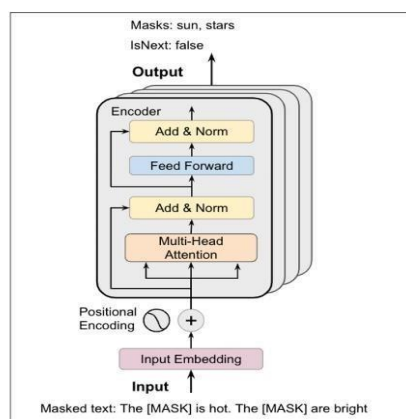 Masks: sun, stars
IsNext: false
Output
Encoder
Add & Norm
Feed Forward
Add & Norm
Multi-Head
Attention
Positional
Encoding
+
Input Embedding
Input
Masked text: The [MASK] is hot. The [MASK] are bright